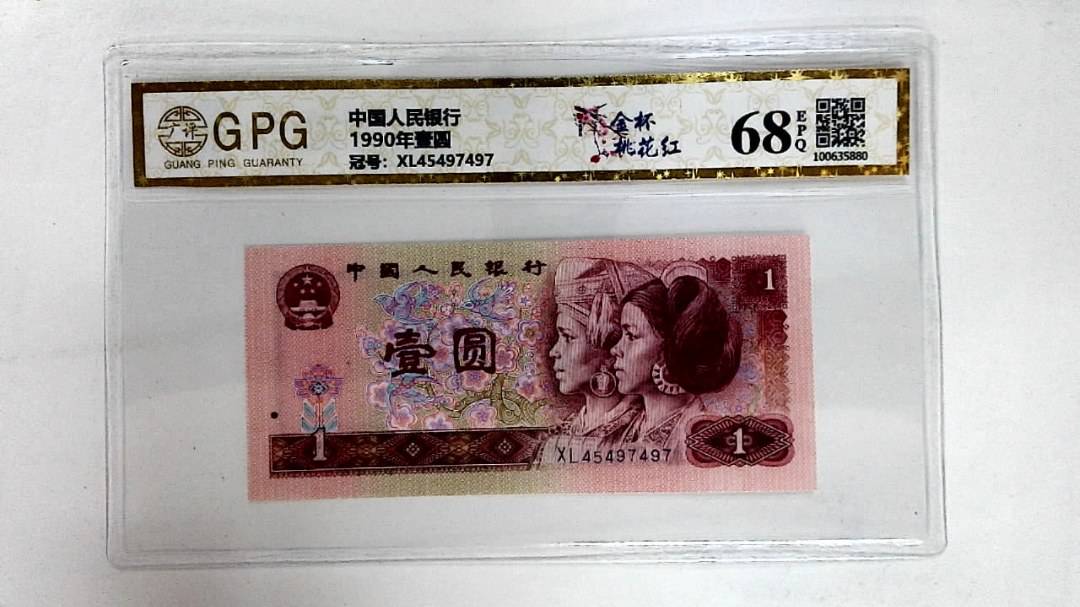 广评
GPG
GUANG PING GUARANTY
中国人民银行
1990年壹圆
冠号：XL45497497
金杯
桃花红
68
EPQ
100635880
中国人民银行
壹圆
1
1
XL45497497
1